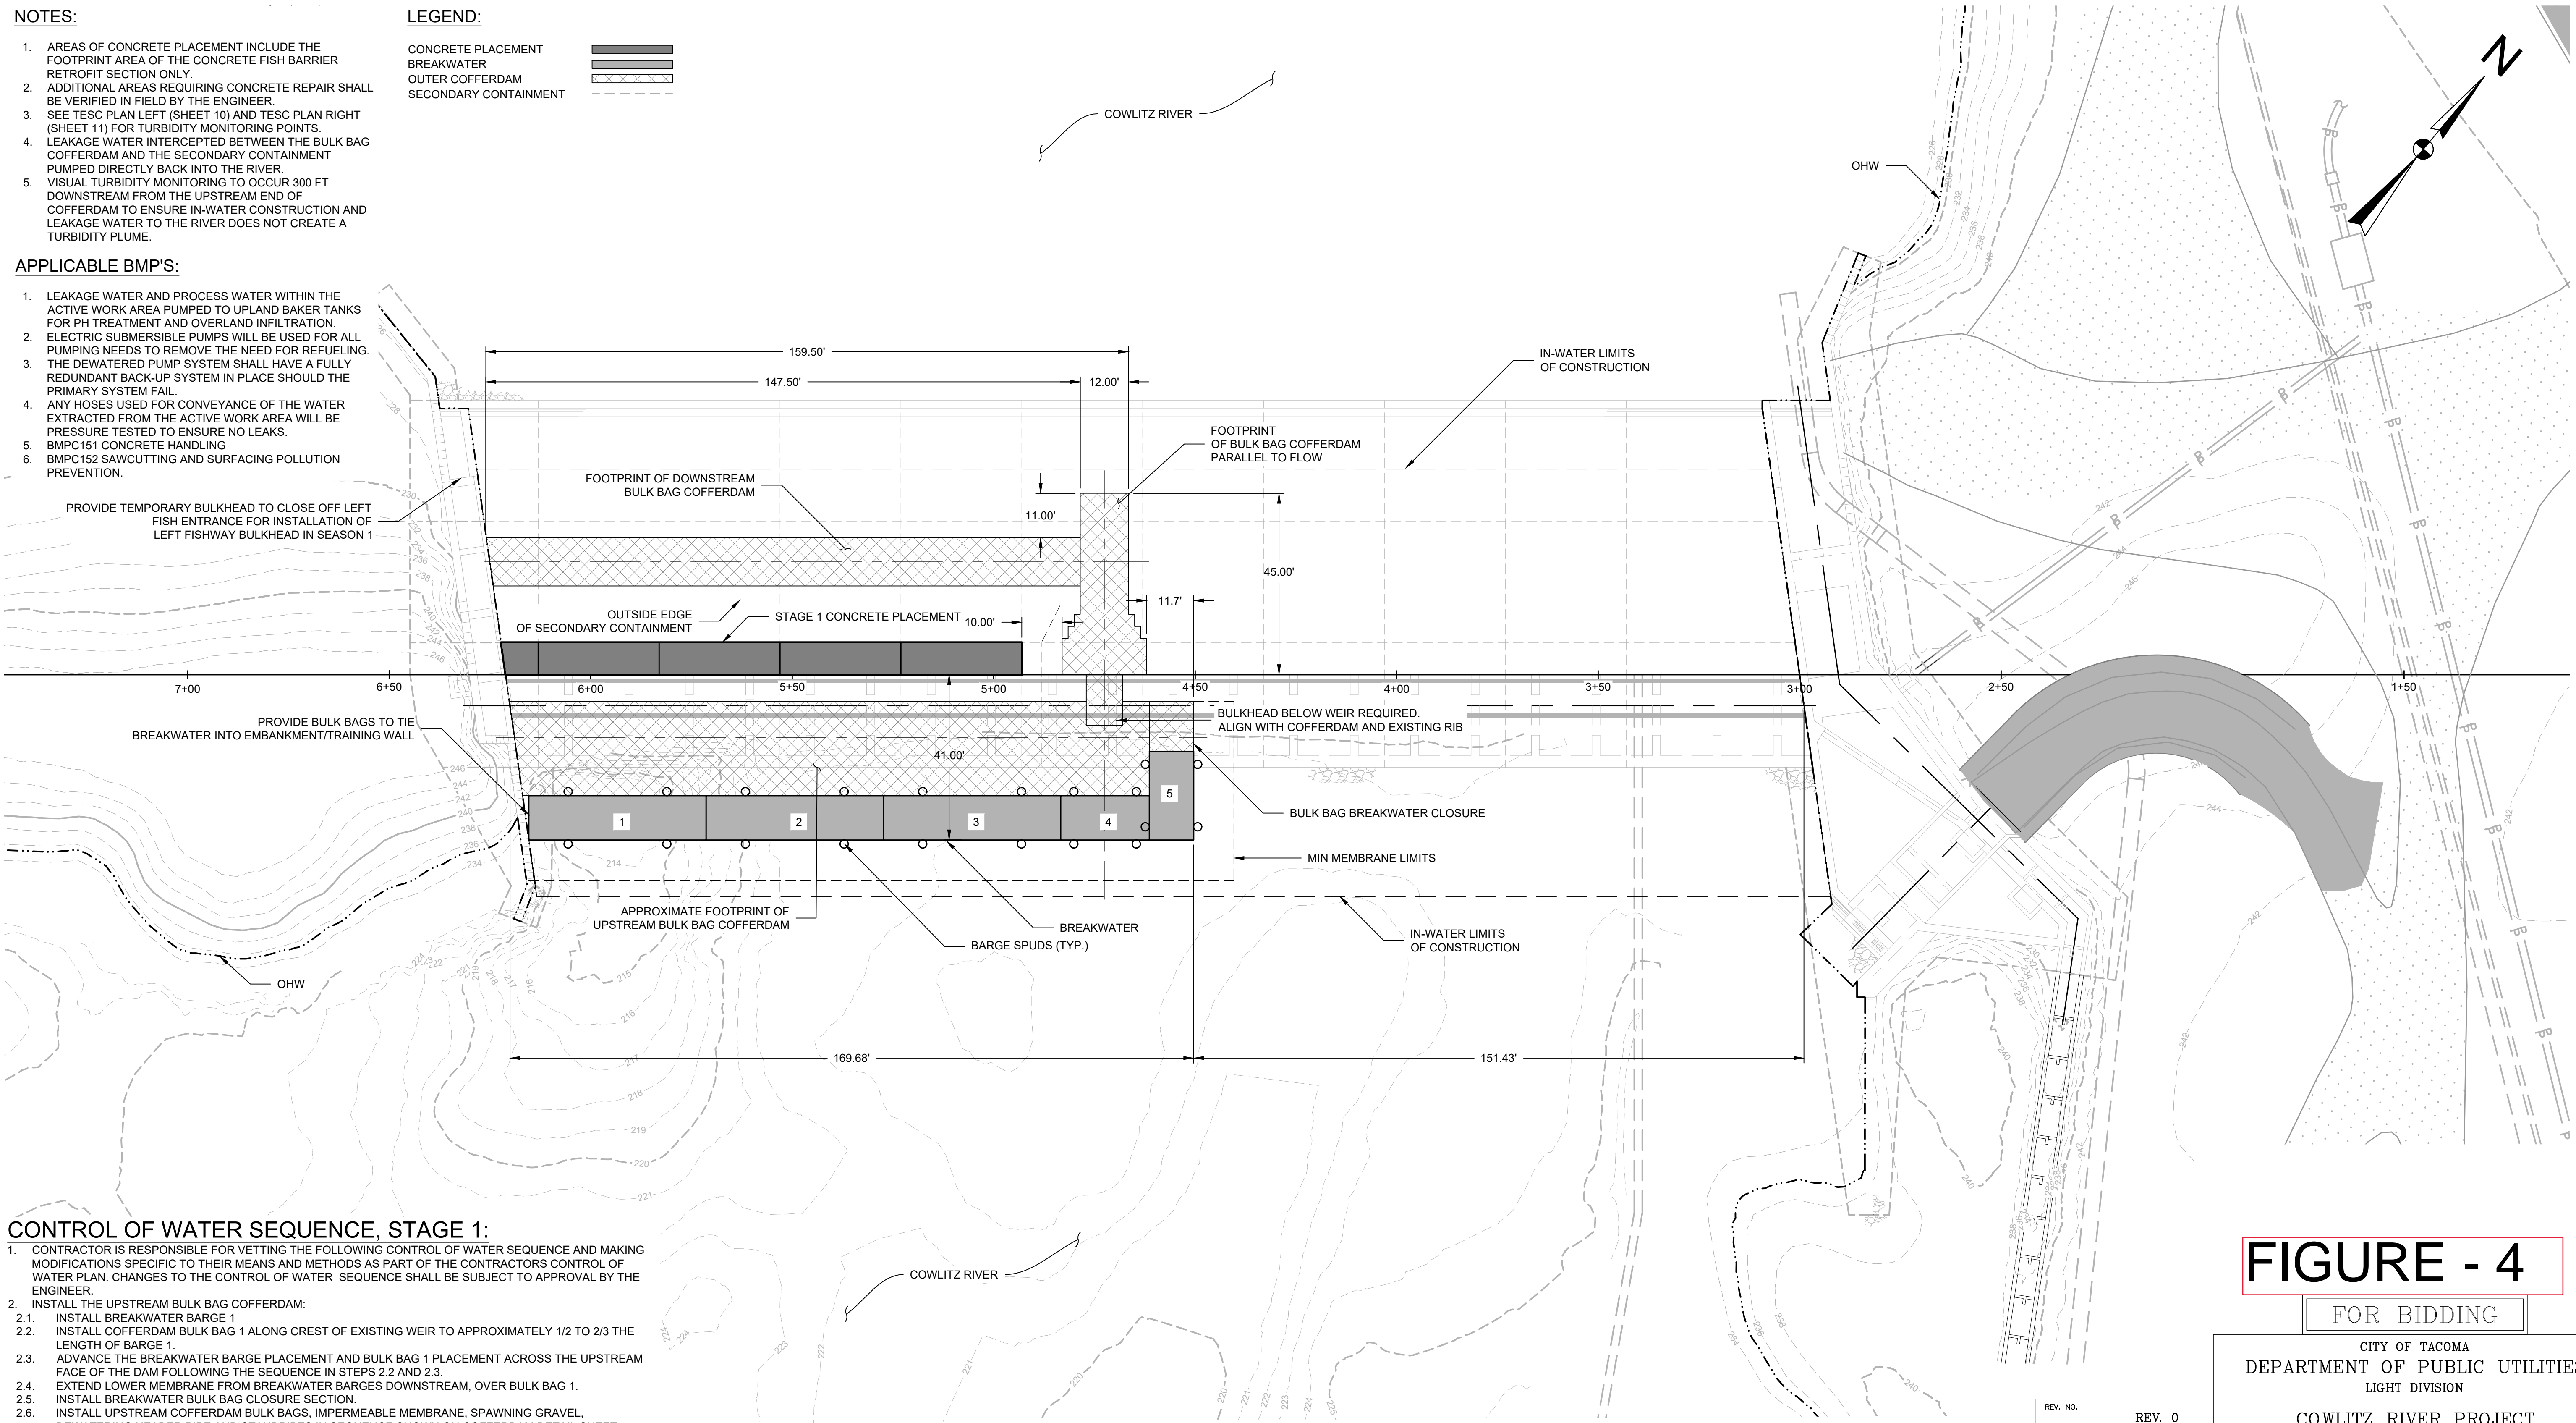 NOTES:
1. AREAS OF CONCRETE PLACEMENT INCLUDE THE
FOOTPRINT AREA OF THE CONCRETE FISH BARRIER
RETROFIT SECTION ONLY.
2. ADDITIONAL AREAS REQUIRING CONCRETE REPAIR SHALL
BE VERIFIED IN FIELD BY THE ENGINEER.
3. SEE TESC PLAN LEFT (SHEET 10) AND TESC PLAN RIGHT
(SHEET 11) FOR TURBIDITY MONITORING POINTS.
4. LEAKAGE WATER INTERCEPTED BETWEEN THE BULK BAG
COFFERDAM AND THE SECONDARY CONTAINMENT
PUMPED DIRECTLY BACK INTO THE RIVER.
5. VISUAL TURBIDITY MONITORING TO OCCUR 300 FT
DOWNSTREAM FROM THE UPSTREAM END OF
COFFERDAM TO ENSURE IN-WATER CONSTRUCTION AND
LEAKAGE WATER TO THE RIVER DOES NOT CREATE A
TURBIDITY PLUME.
APPLICABLE BMP'S:
1. LEAKAGE WATER AND PROCESS WATER WITHIN THE
ACTIVE WORK AREA PUMPED TO UPLAND BAKER TANKS
FOR PH TREATMENT AND OVERLAND INFILTRATION.
2. ELECTRIC SUBMERSIBLE PUMPS WILL BE USED FOR ALL
PUMPING NEEDS TO REMOVE THE NEED FOR REFUELING.
3. THE DEWATERED PUMP SYSTEM SHALL HAVE A FULLY
REDUNDANT BACK-UP SYSTEM IN PLACE SHOULD THE
PRIMARY SYSTEM FAIL.
4. ANY HOSES USED FOR CONVEYANCE OF THE WATER
EXTRACTED FROM THE ACTIVE WORK AREA WILL BE
PRESSURE TESTED TO ENSURE NO LEAKS.
5. BMPC151 CONCRETE HANDLING
6. BMPC152 SAWCUTTING AND SURFACING POLLUTION
PREVENTION.
LEGEND:
CONCRETE PLACEMENT
BREAKWATER
OUTER COFFERDAM
SECONDARY CONTAINMENT
COWLITZ RIVER
N
OHW
159.50'
147.50'
12.00'
IN-WATER LIMITS
OF CONSTRUCTION
FOOTPRINT
OF BULK BAG COFFERDAM
PARALLEL TO FLOW
FOOTPRINT OF DOWNSTREAM
BULK BAG COFFERDAM
PROVIDE TEMPORARY BULKHEAD TO CLOSE OFF LEFT
FISH ENTRANCE FOR INSTALLATION OF
LEFT FISHWAY BULKHEAD IN SEASON 1
11.00'
45.00'
11.7'
OUTSIDE EDGE
OF SECONDARY CONTAINMENT
STAGE 1 CONCRETE PLACEMENT
10.00'
7+00
6+50
6+00
5+50
5+00
4+50
4+00
3+50
3+00
2+50
1+50
PROVIDE BULK BAGS TO TIE
BREAKWATER INTO EMBANKMENT/TRAINING WALL
BULKHEAD BELOW WEIR REQUIRED.
ALIGN WITH COFFERDAM AND EXISTING RIB
41.00'
1
2
3
4
5
BULK BAG BREAKWATER CLOSURE
MIN MEMBRANE LIMITS
APPROXIMATE FOOTPRINT OF
UPSTREAM BULK BAG COFFERDAM
BREAKWATER
BARGE SPUDS (TYP.)
IN-WATER LIMITS
OF CONSTRUCTION
OHW
169.68'
151.43'
COWLITZ RIVER
CONTROL OF WATER SEQUENCE, STAGE 1:
1. CONTRACTOR IS RESPONSIBLE FOR VETTING THE FOLLOWING CONTROL OF WATER SEQUENCE AND MAKING
MODIFICATIONS SPECIFIC TO THEIR MEANS AND METHODS AS PART OF THE CONTRACTORS CONTROL OF
WATER PLAN. CHANGES TO THE CONTROL OF WATER SEQUENCE SHALL BE SUBJECT TO APPROVAL BY THE
ENGINEER.
2. INSTALL THE UPSTREAM BULK BAG COFFERDAM:
2.1. INSTALL BREAKWATER BARGE 1
2.2. INSTALL COFFERDAM BULK BAG 1 ALONG CREST OF EXISTING WEIR TO APPROXIMATELY 1/2 TO 2/3 THE
LENGTH OF BARGE 1.
2.3. ADVANCE THE BREAKWATER BARGE PLACEMENT AND BULK BAG 1 PLACEMENT ACROSS THE UPSTREAM
FACE OF THE DAM FOLLOWING THE SEQUENCE IN STEPS 2.2 AND 2.3.
2.4. EXTEND LOWER MEMBRANE FROM BREAKWATER BARGES DOWNSTREAM, OVER BULK BAG 1.
2.5. INSTALL BREAKWATER BULK BAG CLOSURE SECTION.
2.6. INSTALL UPSTREAM COFFERDAM BULK BAGS, IMPERMEABLE MEMBRANE, SPAWNING GRAVEL,
FIGURE - 4
FOR BIDDING
CITY OF TACOMA
DEPARTMENT OF PUBLIC UTILITIES
LIGHT DIVISION
REV. NO.
REV. 0
COWLITZ RIVER PROJECT